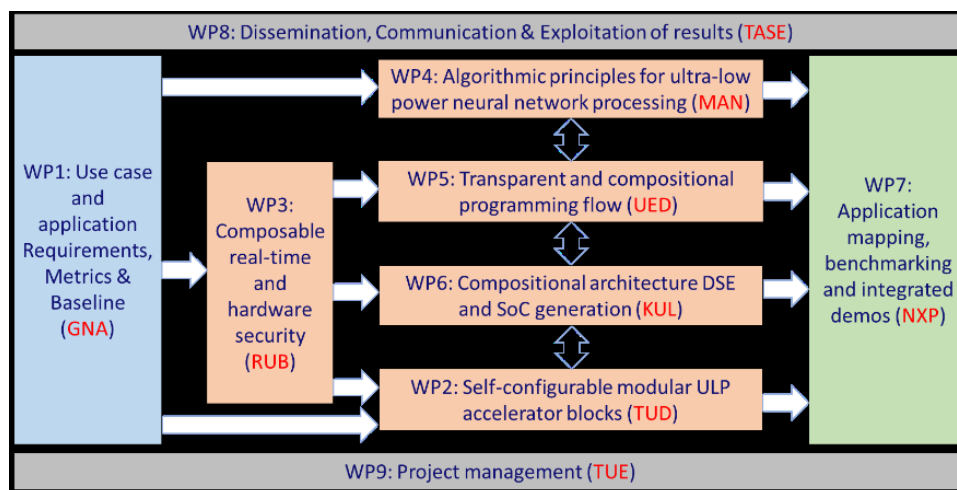 WP8: Dissemination, Communication & Exploitation of results (TASE)
WP1: Use case
and
application
Requirements,
Metrics &
Baseline
(GNA)
WP3:
Composable
real-time
and
hardware
security
(RUB)
WP4: Algorithmic principles for ultra-low
power neural network processing (MAN)
WP5: Transparent and compositional
programming flow (UED)
WP6: Compositional architecture DSE
and SoC generation (KUL)
WP2: Self-configurable modular ULP
accelerator blocks (TUD)
WP7:
Application
mapping,
benchmarking
and integrated
demos (NXP)
WP9: Project management (TUE)